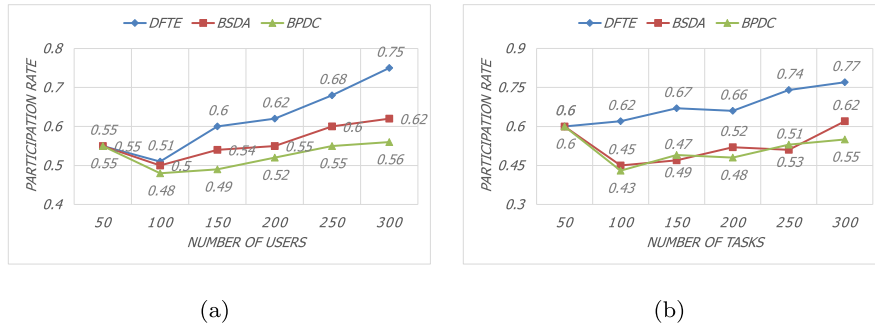 DFTE BSDA BPDC
0.8
0.7
0.6
0.5
0.4
PARTICIPATION RATE
0.55 0.51 0.6 0.62 0.68 0.75
0.55 0.5 0.54 0.55 0.6 0.62
0.55 0.48 0.49 0.52 0.55 0.56
50 100 150 200 250 300
NUMBER OF USERS
(a)
DFTE BSDA BPDC
0.9
0.75
0.6
0.45
0.3
PARTICIPATION RATE
0.6 0.62 0.67 0.66 0.74 0.77
0.6 0.45 0.47 0.52 0.51 0.62
0.6 0.43 0.49 0.48 0.53 0.55
50 100 150 200 250 300
NUMBER OF TASKS
(b)